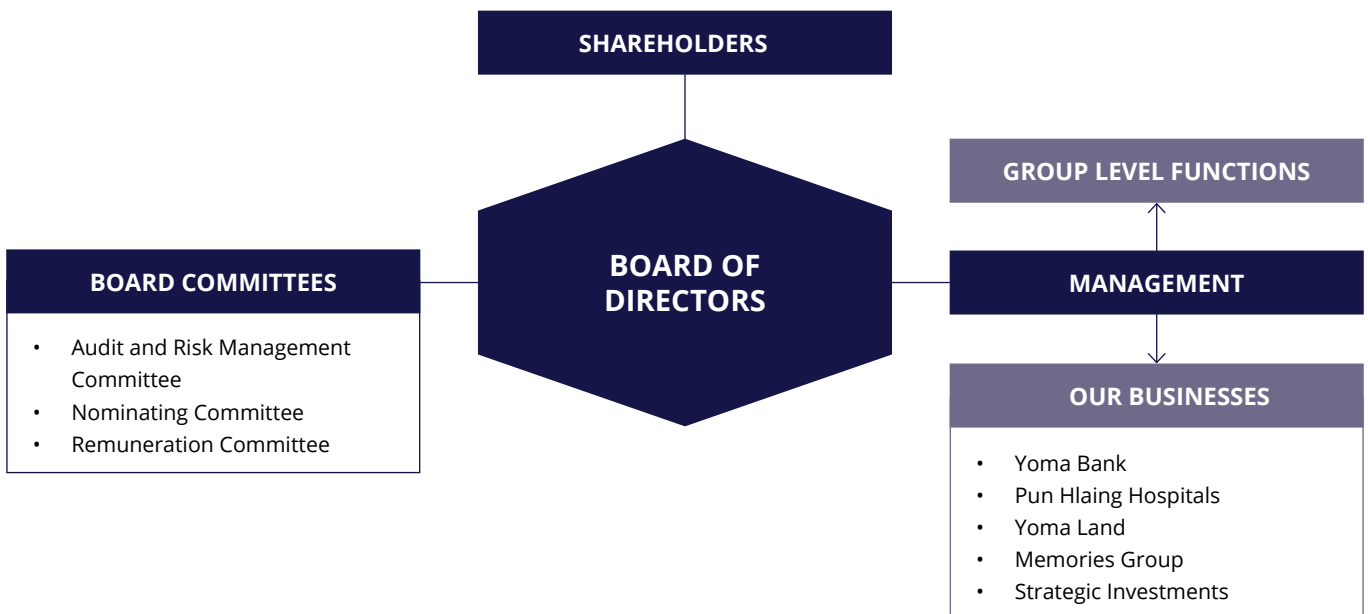 SHAREHOLDERS
BOARD OF
DIRECTORS
BOARD COMMITTEES
• Audit and Risk Management
Committee
• Nominating Committee
• Remuneration Committee
GROUP LEVEL FUNCTIONS
MANAGEMENT
OUR BUSINESSES
• Yoma Bank
• Pun Hlaing Hospitals
• Yoma Land
• Memories Group
• Strategic Investments